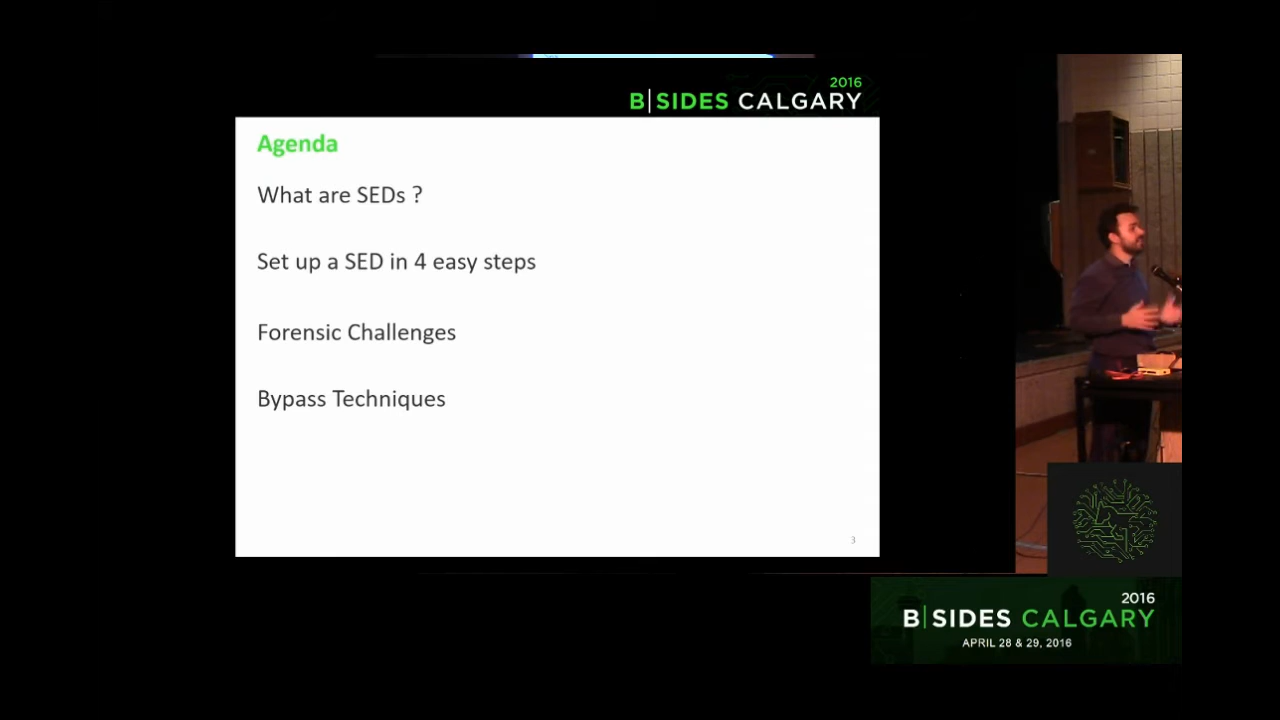 2016
B|SIDES CALGARY
Agenda
What are SEDs ?
Set up a SED in 4 easy steps
Forensic Challenges
Bypass Techniques
3
2016
B|SIDES CALGARY
APRIL 28 & 29, 2016